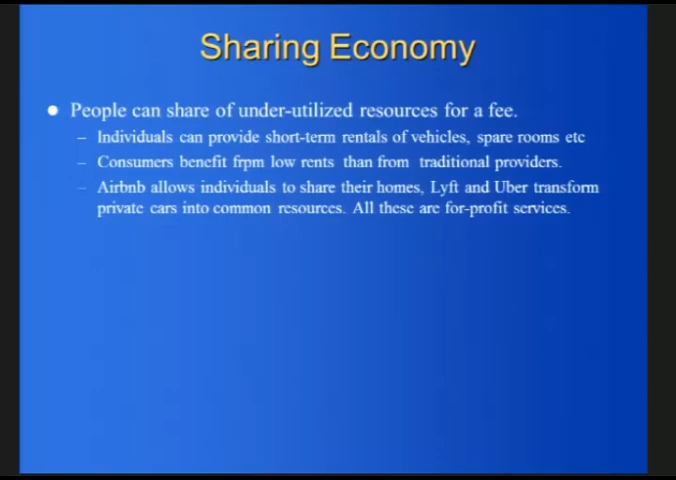 Sharing Economy
● People can share of under-utilized resources for a fee.
– Individuals can provide short-term rentals of vehicles, spare rooms etc
– Consumers benefit frpm low rents than from traditional providers.
– Airbnb allows individuals to share their homes, Lyft and Uber transform
private cars into common resources. All these are for-profit services.